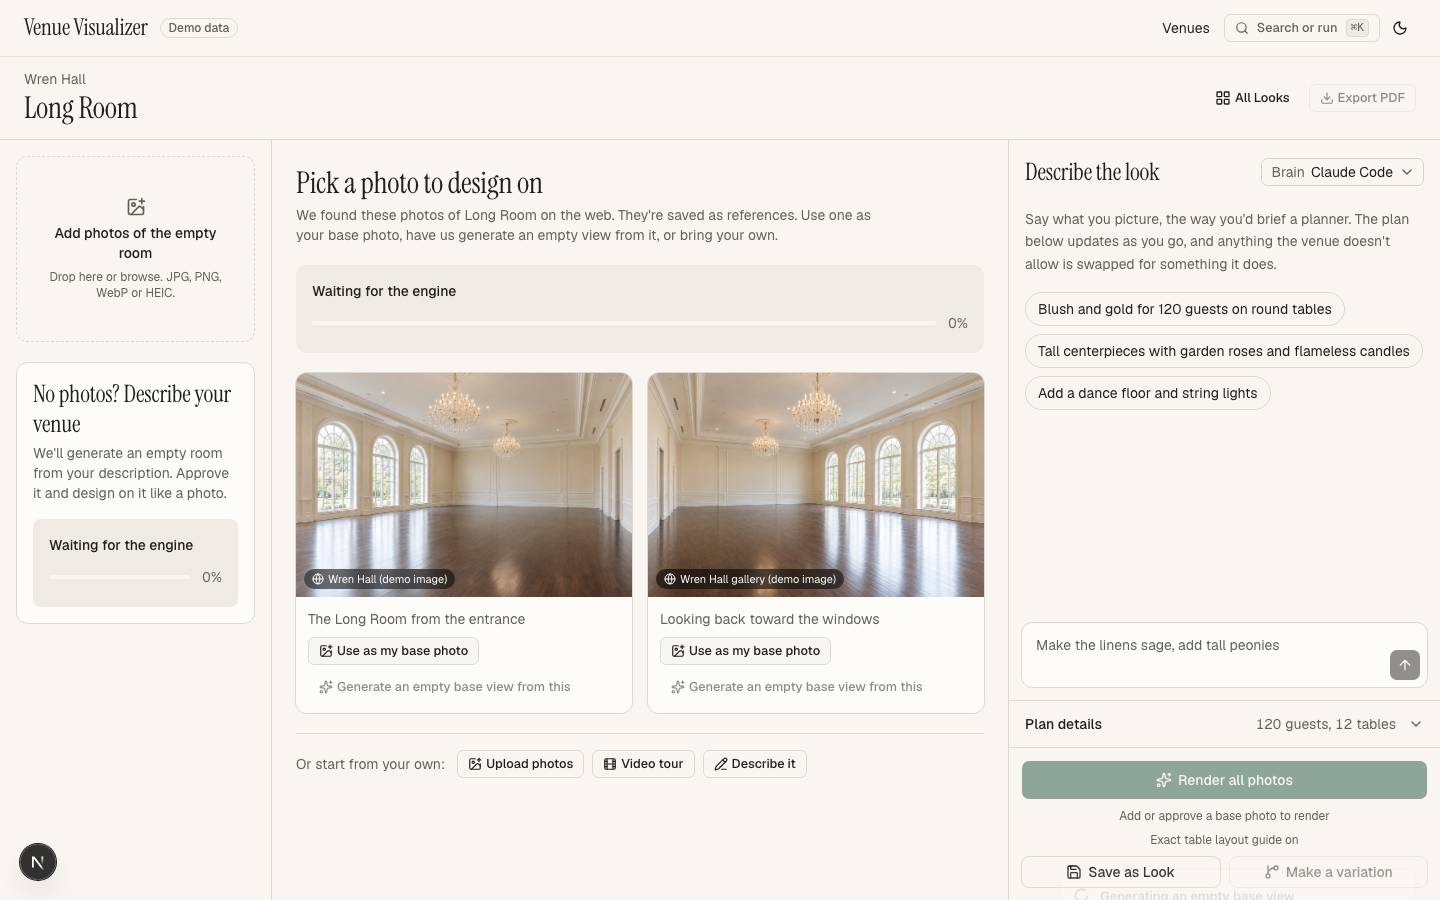 Venue Visualizer
Demo data
Venues
Search or run
⌘K
Wren Hall
Long Room
All Looks
Export PDF
Add photos of the empty
room
Drop here or browse. JPG, PNG,
WebP or HEIC.
No photos? Describe your
venue
We'll generate an empty room
from your description. Approve
it and design on it like a photo.
Waiting for the engine
0%
N
Pick a photo to design on
We found these photos of Long Room on the web. They're saved as references. Use one as
your base photo, have us generate an empty view from it, or bring your own.
Waiting for the engine
0%
Wren Hall (demo image)
The Long Room from the entrance
Use as my base photo
Generate an empty base view from this
Wren Hall gallery (demo image)
Looking back toward the windows
Use as my base photo
Generate an empty base view from this
Or start from your own:
Upload photos
Video tour
Describe it
Describe the look
Brain Claude Code
Say what you picture, the way you'd brief a planner. The plan
below updates as you go, and anything the venue doesn't
allow is swapped for something it does.
Blush and gold for 120 guests on round tables
Tall centerpieces with garden roses and flameless candles
Add a dance floor and string lights
Make the linens sage, add tall peonies
Plan details
120 guests, 12 tables
Render all photos
Add or approve a base photo to render
Exact table layout guide on
Save as Look
Make a variation
Generating an empty base view